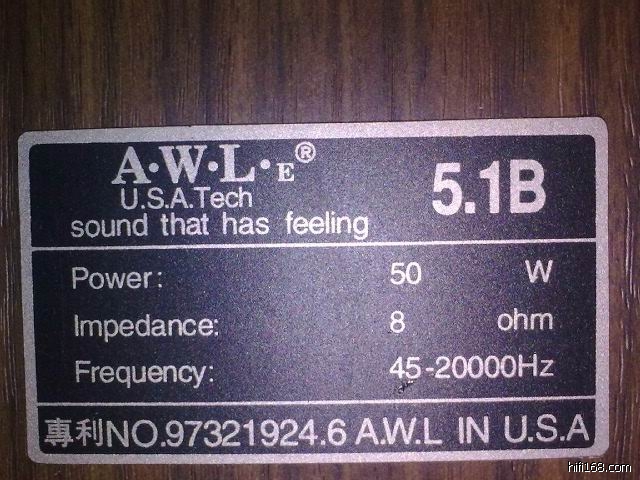 A·W·L·E®
5.1B
U.S.A.Tech
sound that has feeling
Power: 50 W
Impedance: 8 ohm
Frequency: 45-20000Hz
專利NO.97321924.6 A.W.L IN U.S.A
hifi168.com